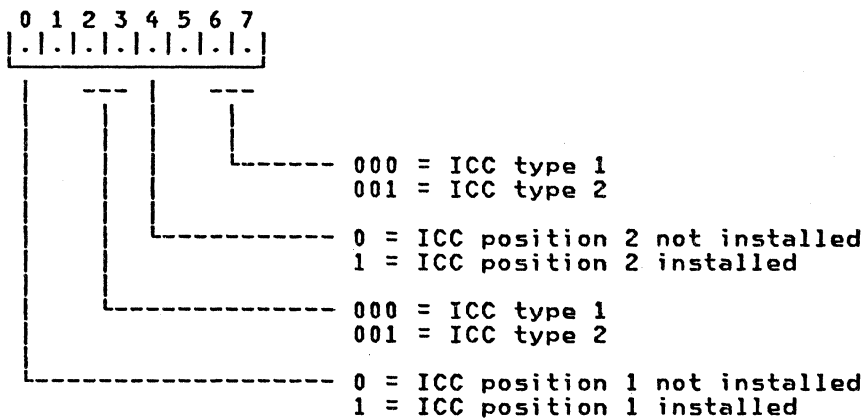 0 1 2 3 4 5 6 7
|.|.|.|.|.|.|.|.|
000 = ICC type 1
001 = ICC type 2
0 = ICC position 2 not installed
1 = ICC position 2 installed
000 = ICC type 1
001 = ICC type 2
0 = ICC position 1 not installed
1 = ICC position 1 installed